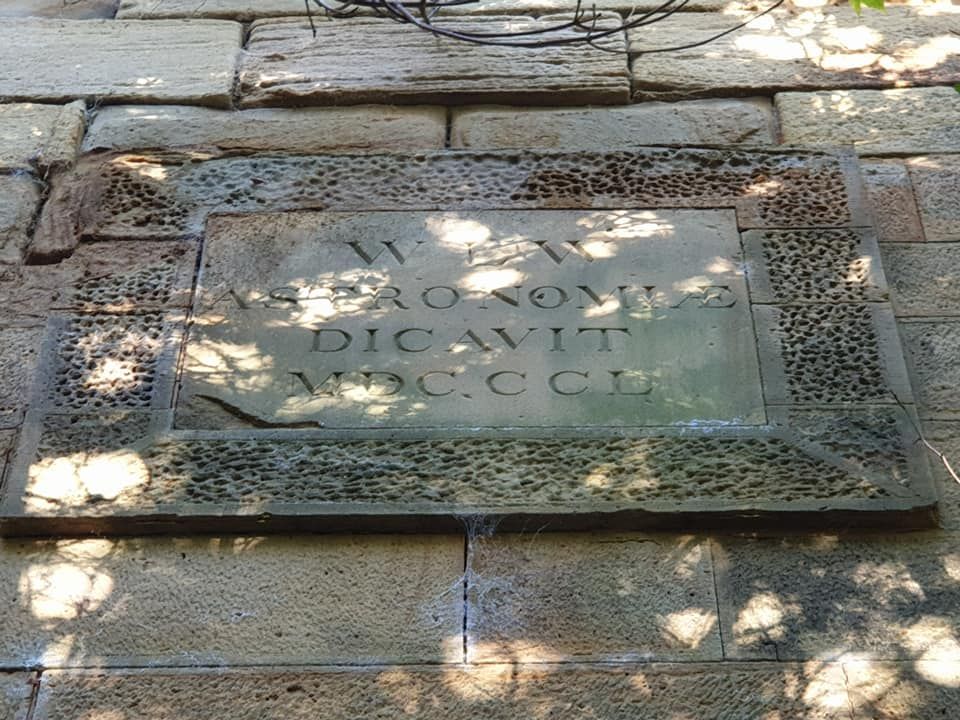 W W
ASTRONOMIÆ
DICAVIT
MDCCCL